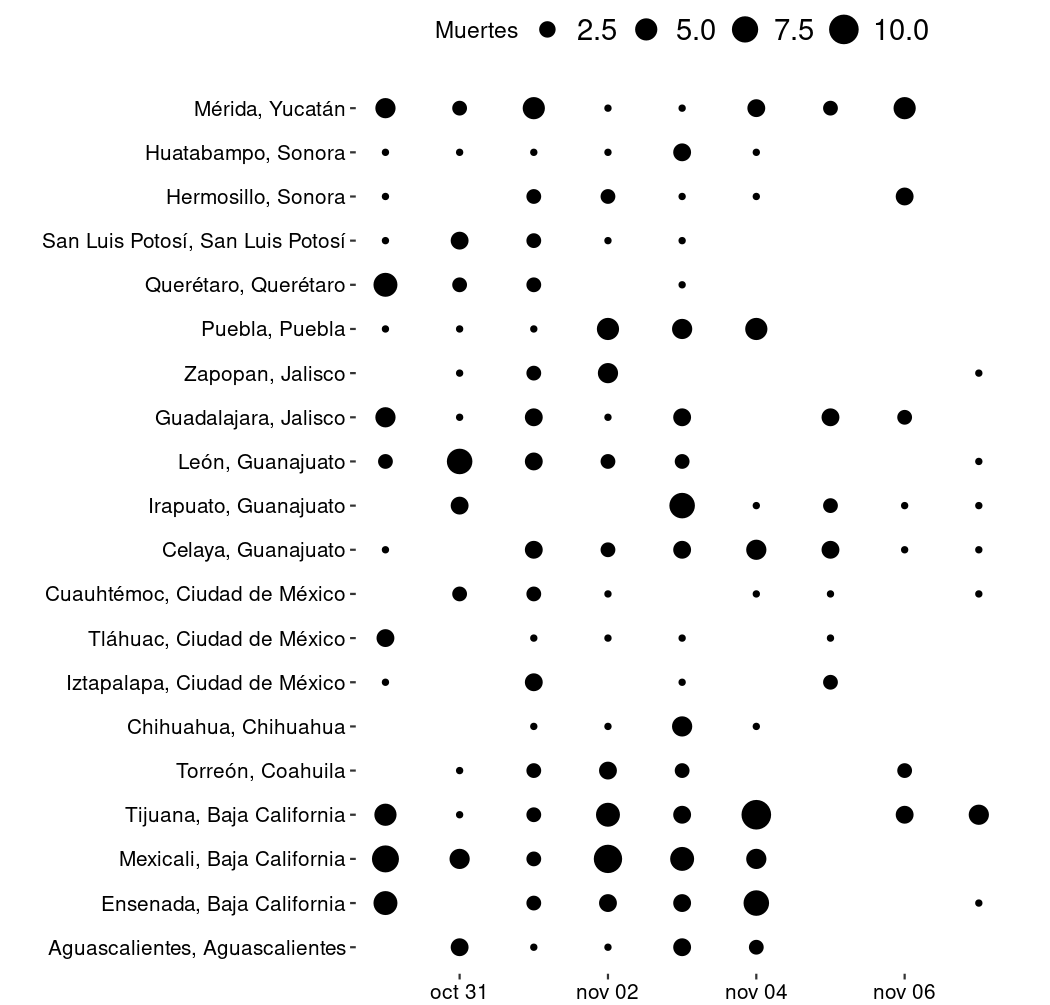 Muertes 2.5 5.0 7.5 10.0
Mérida, Yucatán
Huatabampo, Sonora
Hermosillo, Sonora
San Luis Potosí, San Luis Potosí
Querétaro, Querétaro
Puebla, Puebla
Zapopan, Jalisco
Guadalajara, Jalisco
León, Guanajuato
Irapuato, Guanajuato
Celaya, Guanajuato
Cuauhtémoc, Ciudad de México
Tláhuac, Ciudad de México
Iztapalapa, Ciudad de México
Chihuahua, Chihuahua
Torreón, Coahuila
Tijuana, Baja California
Mexicali, Baja California
Ensenada, Baja California
Aguascalientes, Aguascalientes
oct 31 nov 02 nov 04 nov 06